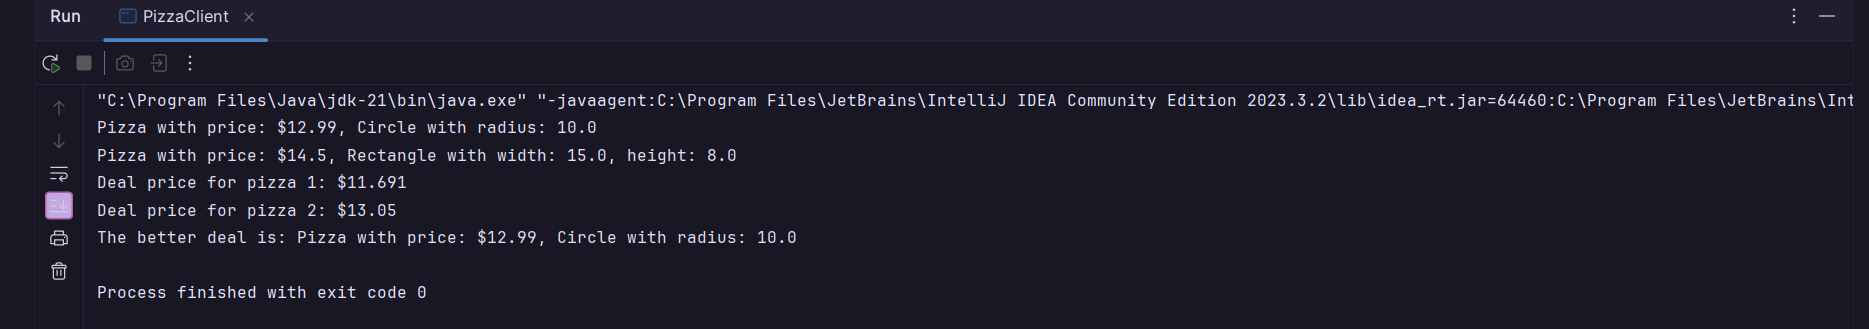 Run PizzaClient
"C:\Program Files\Java\jdk-21\bin\java.exe" "-javaagent:C:\Program Files\JetBrains\IntelliJ IDEA Community Edition 2023.3.2\lib\idea_rt.jar=64460:C:\Program Files\JetBrains\Int
Pizza with price: $12.99, Circle with radius: 10.0
Pizza with price: $14.5, Rectangle with width: 15.0, height: 8.0
Deal price for pizza 1: $11.691
Deal price for pizza 2: $13.05
The better deal is: Pizza with price: $12.99, Circle with radius: 10.0
Process finished with exit code 0